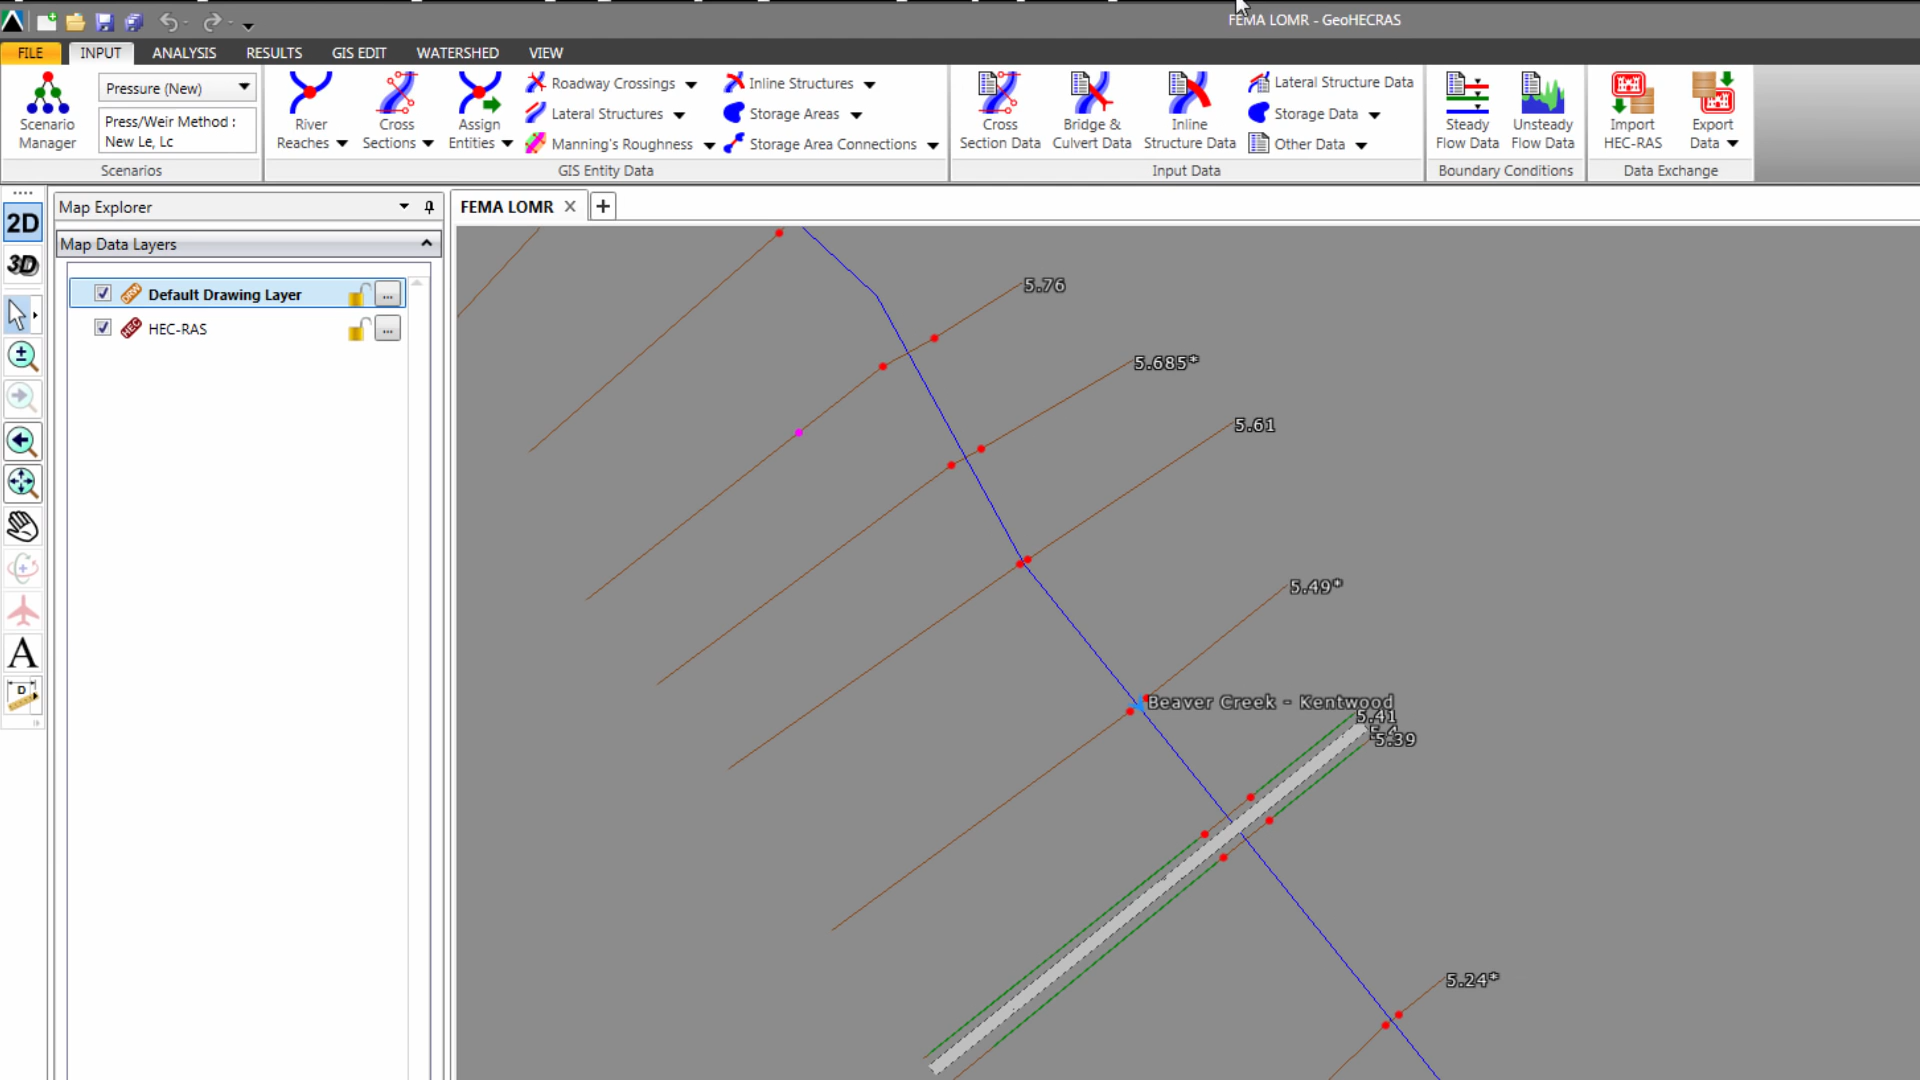 FEMA LOMR - GeoHECRAS
FILE INPUT ANALYSIS RESULTS GIS EDIT WATERSHED VIEW
Scenario Manager
Pressure (New)
Press/Weir Method :
New Le, Lc
Scenarios
River Reaches
Cross Sections
Assign Entities
Roadway Crossings
Lateral Structures
Manning's Roughness
Inline Structures
Storage Areas
Storage Area Connections
GIS Entity Data
Cross Section Data
Bridge & Culvert Data
Inline Structure Data
Lateral Structure Data
Storage Data
Other Data
Input Data
Steady Flow Data
Unsteady Flow Data
Boundary Conditions
Import HEC-RAS
Export Data
Data Exchange
2D
3D
A
D
Map Explorer
Map Data Layers
Default Drawing Layer ...
HEC HEC-RAS ...
FEMA LOMR
5.76
5.685*
5.61
5.49*
Beaver Creek - Kentwood
5.41
5.39
5.24*